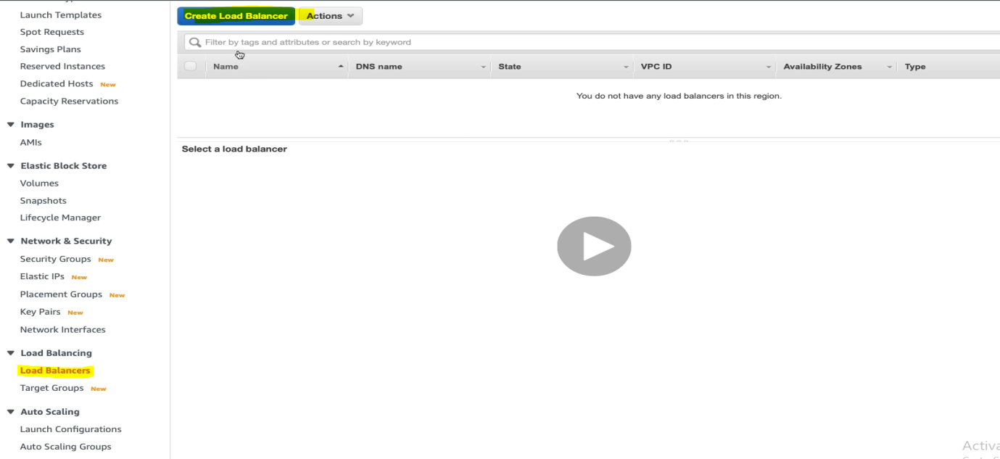 Launch Templates
Spot Requests
Savings Plans
Reserved Instances
Dedicated Hosts New
Capacity Reservations
Images
AMIs
Elastic Block Store
Volumes
Snapshots
Lifecycle Manager
Network & Security
Security Groups New
Elastic IPs New
Placement Groups New
Key Pairs New
Network Interfaces
Load Balancing
Load Balancers
Target Groups New
Auto Scaling
Launch Configurations
Auto Scaling Groups
Create Load Balancer Actions
Filter by tags and attributes or search by keyword
Name DNS name State VPC ID Availability Zones Type
You do not have any load balancers in this region.
Select a load balancer